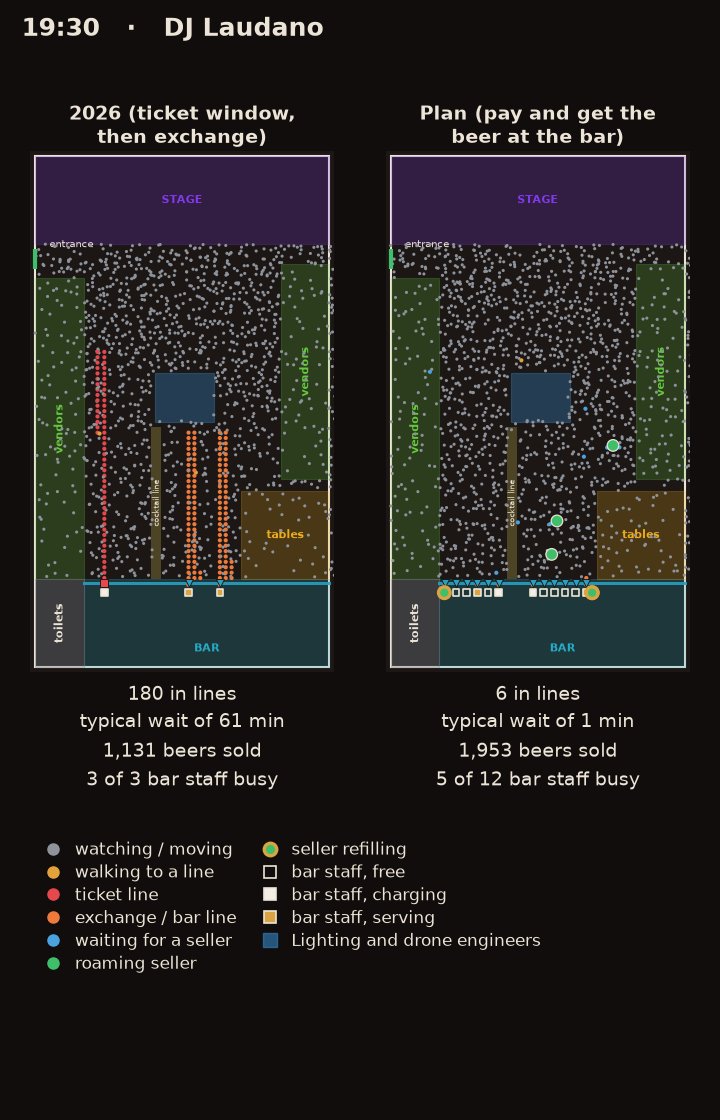 19:30 · DJ Laudano
2026 (ticket window,
then exchange)
STAGE
entrance
vendors
vendors
cocktail line
tables
toilets
BAR
180 in lines
typical wait of 61 min
1,131 beers sold
3 of 3 bar staff busy
Plan (pay and get the
beer at the bar)
STAGE
entrance
vendors
vendors
cocktail line
tables
toilets
BAR
6 in lines
typical wait of 1 min
1,953 beers sold
5 of 12 bar staff busy
watching / moving
walking to a line
ticket line
exchange / bar line
waiting for a seller
roaming seller
seller refilling
bar staff, free
bar staff, charging
bar staff, serving
Lighting and drone engineers